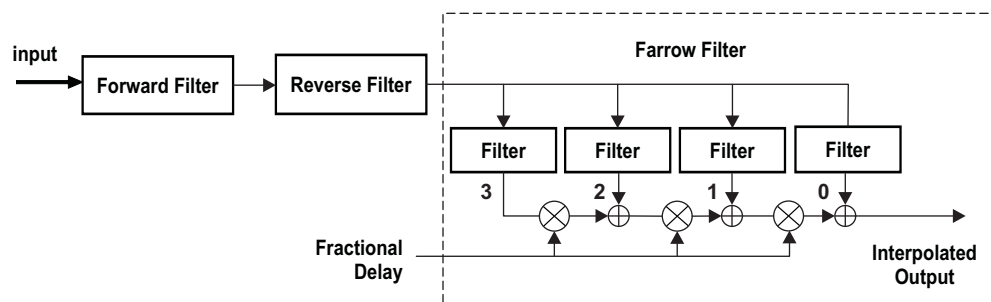 input
Forward Filter
Reverse Filter
Farrow Filter
Filter
Filter
Filter
Filter
3
2
1
0
Fractional
Delay
Interpolated
Output